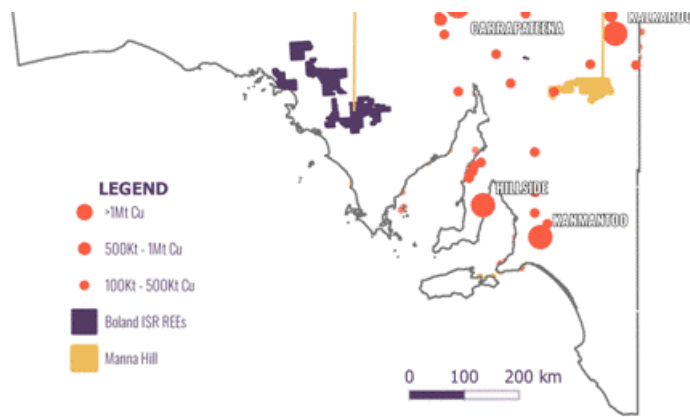 KALKAROO
CARRAPATEENA
HILLSIDE
KANMANTOO
LEGEND
>1Mt Cu
500Kt - 1Mt Cu
100Kt - 500Kt Cu
Boland ISR REEs
Manna Hill
0 100 200 km